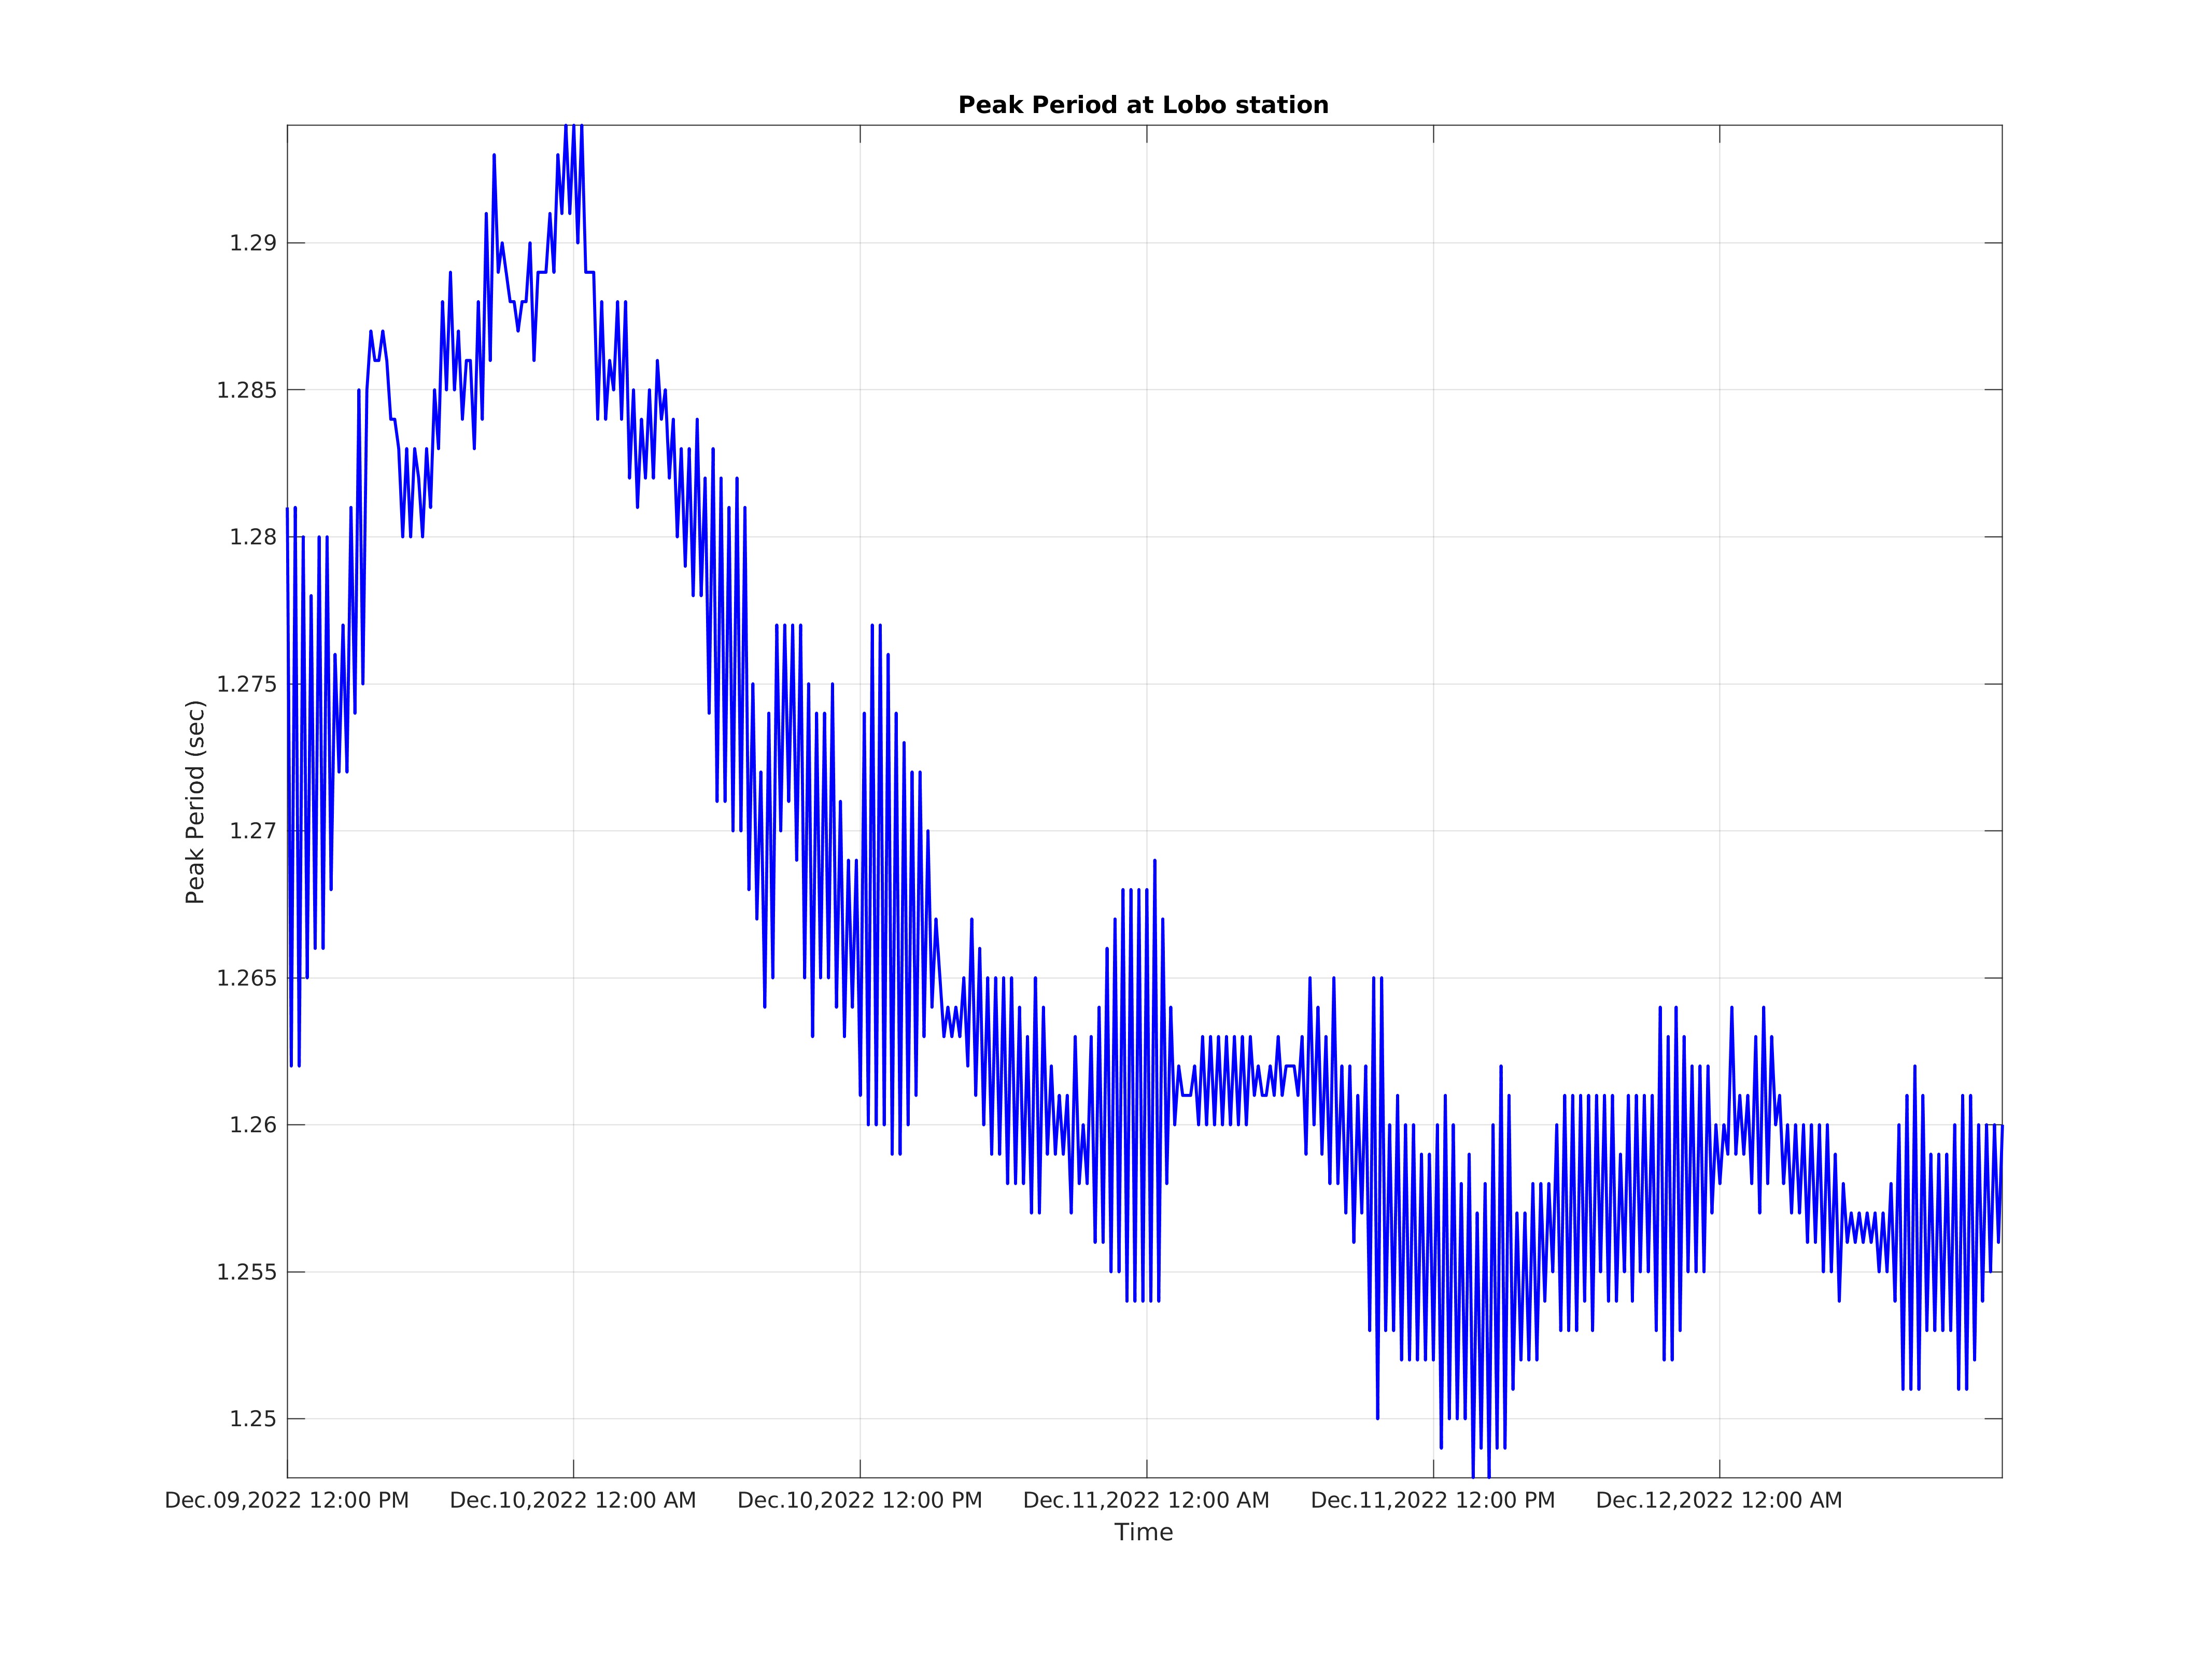 Peak Period at Lobo station
Peak Period (sec)
1.29
1.285
1.28
1.275
1.27
1.265
1.26
1.255
1.25
Dec.09,2022 12:00 PM
Dec.10,2022 12:00 AM
Dec.10,2022 12:00 PM
Dec.11,2022 12:00 AM
Dec.11,2022 12:00 PM
Dec.12,2022 12:00 AM
Time